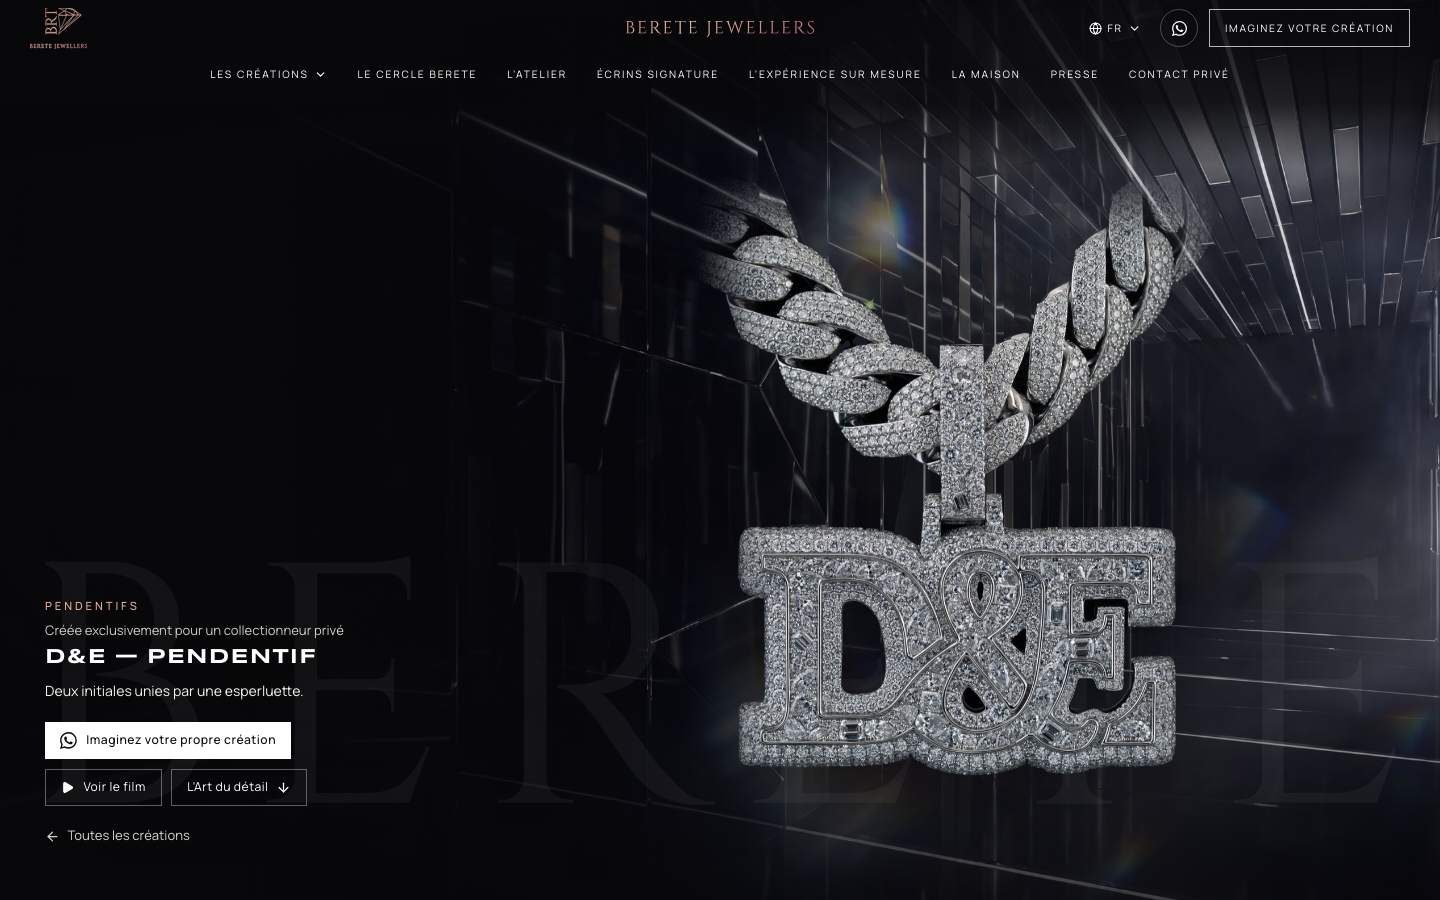 BRT
BERETE JEWELLERS
BERETE JEWELLERS
FR
IMAGINEZ VOTRE CRÉATION
LES CRÉATIONS
LE CERCLE BERETE
L'ATELIER
ÉCRINS SIGNATURE
L'EXPÉRIENCE SUR MESURE
LA MAISON
PRESSE
CONTACT PRIVÉ
D&E
BERETE
PENDENTIFS
Créée exclusivement pour un collectionneur privé
D&E — PENDENTIF
Deux initiales unies par une esperluette.
Imaginez votre propre création
Voir le film
L'Art du détail
Toutes les créations